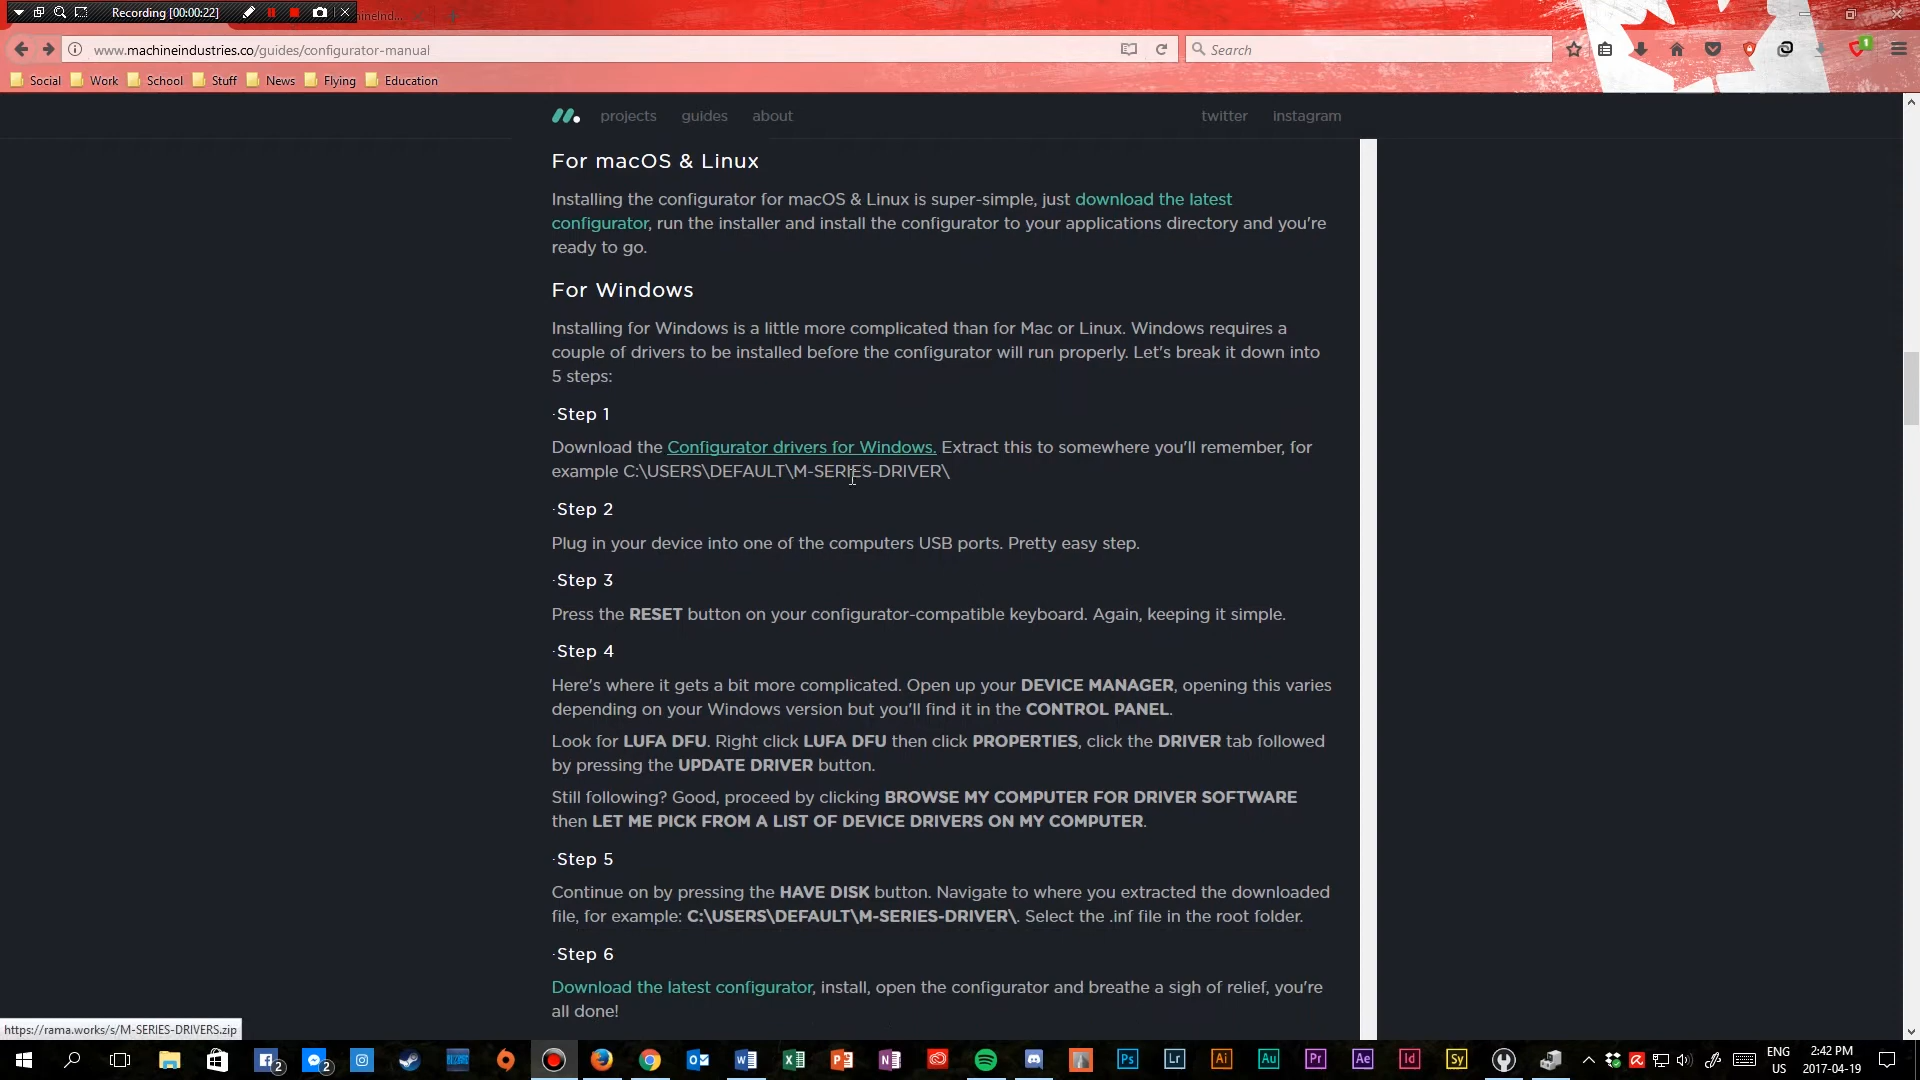 Recording [00:00:22]
www.machineindustries.co/guides/configurator-manual
Search
1
Social Work School Stuff News Flying Education
projects guides about twitter instagram
For macOS & Linux
Installing the configurator for macOS & Linux is super-simple, just download the latest
configurator, run the installer and install the configurator to your applications directory and you're
ready to go.
For Windows
Installing for Windows is a little more complicated than for Mac or Linux. Windows requires a
couple of drivers to be installed before the configurator will run properly. Let's break it down into
5 steps:
·Step 1
Download the Configurator drivers for Windows. Extract this to somewhere you'll remember, for
example C:\USERS\DEFAULT\M-SERIES-DRIVER\
·Step 2
Plug in your device into one of the computers USB ports. Pretty easy step.
·Step 3
Press the RESET button on your configurator-compatible keyboard. Again, keeping it simple.
·Step 4
Here's where it gets a bit more complicated. Open up your DEVICE MANAGER, opening this varies
depending on your Windows version but you'll find it in the CONTROL PANEL.
Look for LUFA DFU. Right click LUFA DFU then click PROPERTIES, click the DRIVER tab followed
by pressing the UPDATE DRIVER button.
Still following? Good, proceed by clicking BROWSE MY COMPUTER FOR DRIVER SOFTWARE
then LET ME PICK FROM A LIST OF DEVICE DRIVERS ON MY COMPUTER.
·Step 5
Continue on by pressing the HAVE DISK button. Navigate to where you extracted the downloaded
file, for example: C:\USERS\DEFAULT\M-SERIES-DRIVER\. Select the .inf file in the root folder.
·Step 6
Download the latest configurator, install, open the configurator and breathe a sigh of relief, you're
all done!
https://rama.works/s/M-SERIES-DRIVERS.zip
2 2 Ps Lr Ai Au Pr Ae Id Sy
ENG 2:42 PM
US 2017-04-19